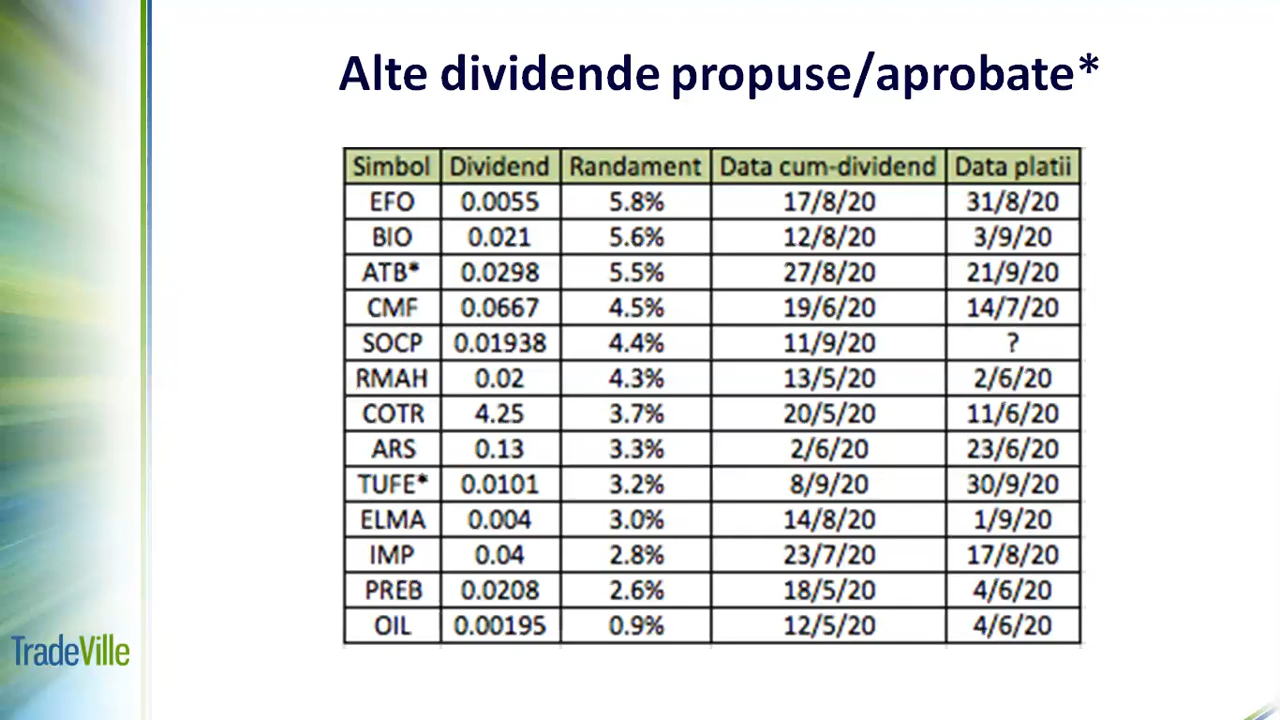 Alte dividende propuse/aprobate*
Simbol Dividend Randament Data cum-dividend Data platii
EFO 0.0055 5.8% 17/8/20 31/8/20
BIO 0.021 5.6% 12/8/20 3/9/20
ATB* 0.0298 5.5% 27/8/20 21/9/20
CMF 0.0667 4.5% 19/6/20 14/7/20
SOCP 0.01938 4.4% 11/9/20 ?
RMAH 0.02 4.3% 13/5/20 2/6/20
COTR 4.25 3.7% 20/5/20 11/6/20
ARS 0.13 3.3% 2/6/20 23/6/20
TUFE* 0.0101 3.2% 8/9/20 30/9/20
ELMA 0.004 3.0% 14/8/20 1/9/20
IMP 0.04 2.8% 23/7/20 17/8/20
PREB 0.0208 2.6% 18/5/20 4/6/20
OIL 0.00195 0.9% 12/5/20 4/6/20
TradeVille